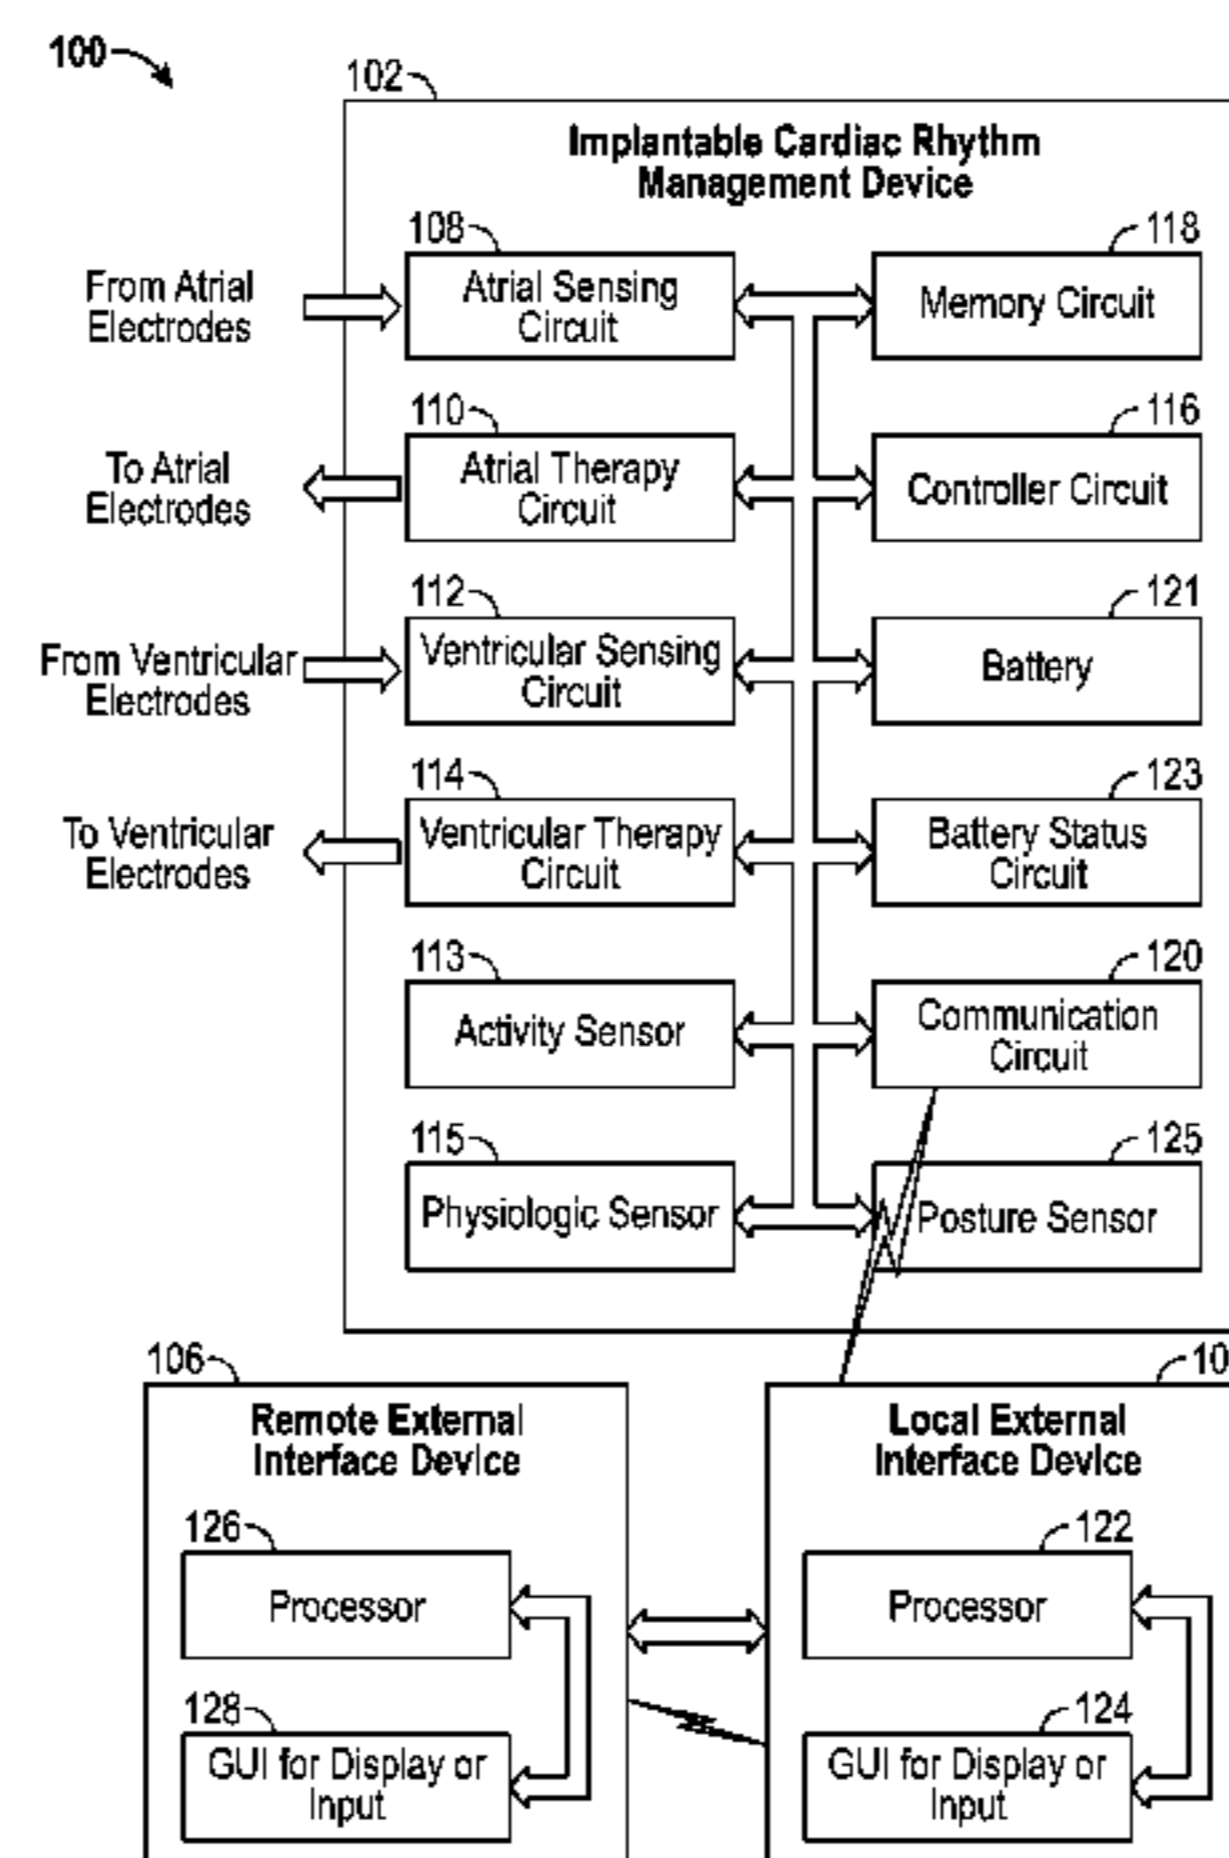 100
102
Implantable Cardiac Rhythm
Management Device
108
118
From Atrial
Electrodes
Atrial Sensing
Circuit
Memory Circuit
110
116
To Atrial
Electrodes
Atrial Therapy
Circuit
Controller Circuit
112
121
From Ventricular
Electrodes
Ventricular Sensing
Circuit
Battery
114
123
To Ventricular
Electrodes
Ventricular Therapy
Circuit
Battery Status
Circuit
113
120
Activity Sensor
Communication
Circuit
115
125
Physiologic Sensor
Posture Sensor
106
10
Remote External
Interface Device
Local External
Interface Device
126
122
Processor
Processor
128
124
GUI for Display or
Input
GUI for Display or
Input